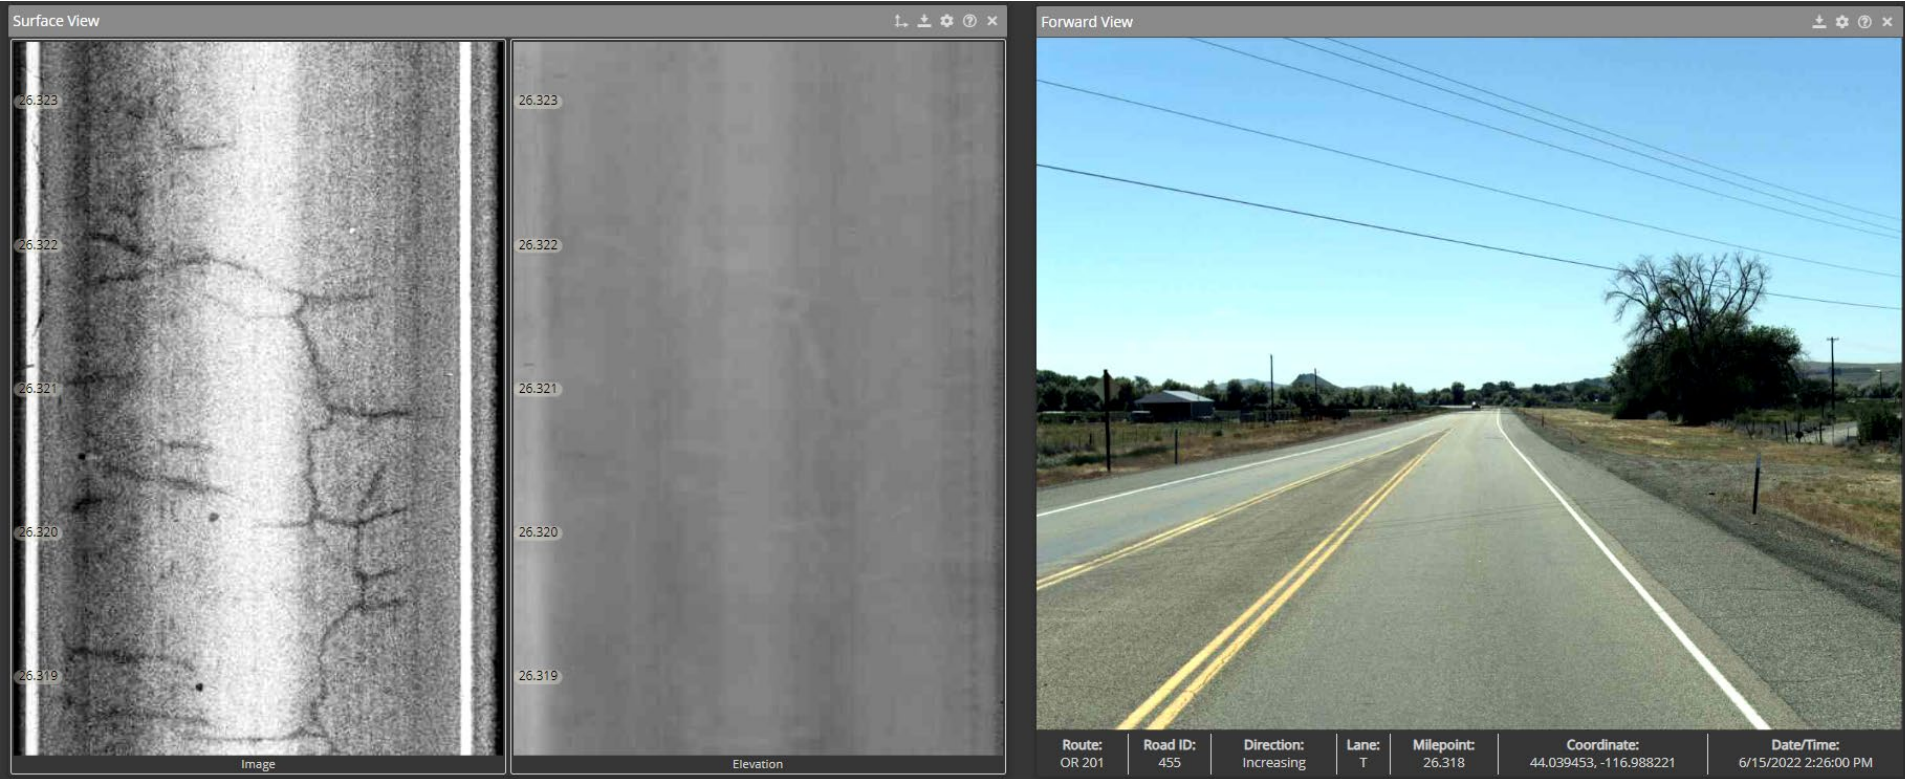 Surface View
26.323
26.322
26.321
26.320
26.319
Image
26.323
26.322
26.321
26.320
26.319
Elevation
Forward View
Route: Road ID: Direction: Lane: Milepoint: Coordinate: Date/Time:
OR 201 455 Increasing T 26.318 44.039453, -116.988221 6/15/2022 2:26:00 PM